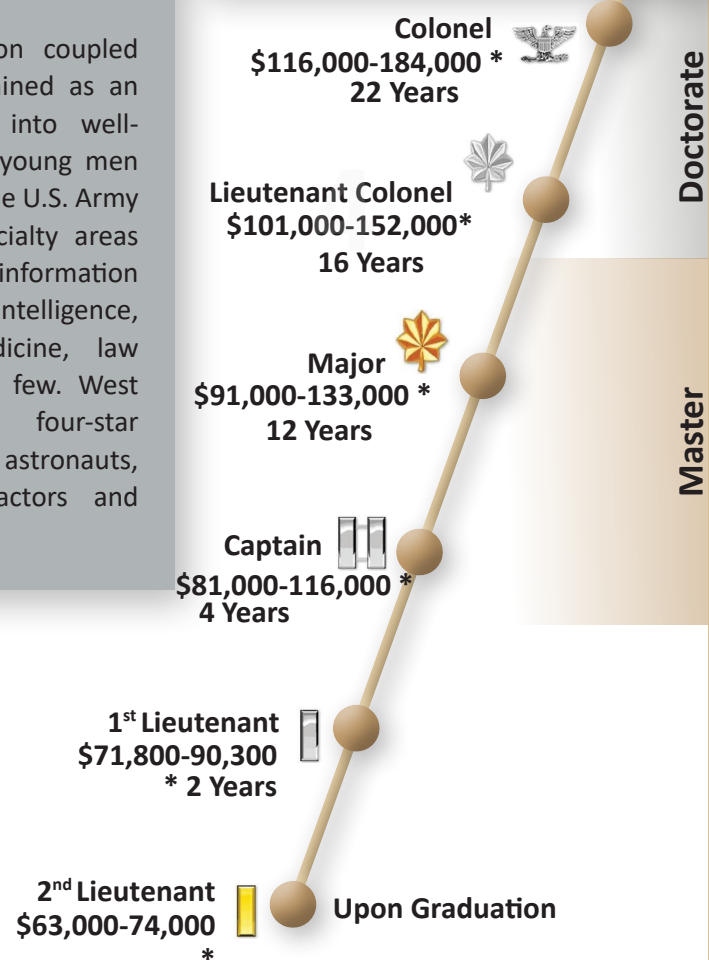 on coupled
ined as an
into well-
young men
e U.S. Army
cialty areas
information
ntelligence,
dicine, law
few. West
four-star
astronauts,
actors and
Colonel
$116,000-184,000 *
22 Years
Lieutenant Colonel
$101,000-152,000*
16 Years
Major
$91,000-133,000 *
12 Years
Captain
$81,000-116,000 *
4 Years
1st Lieutenant
$71,800-90,300
* 2 Years
2nd Lieutenant
$63,000-74,000
*
Upon Graduation
Doctorate
Master